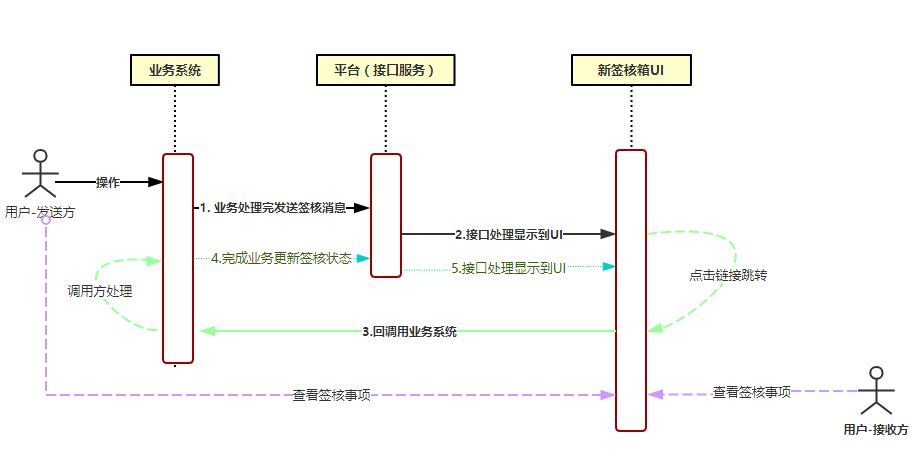 业务系统
平台（接口服务）
新签核箱UI
操作
用户-发送方
1. 业务处理完发送签核消息
2.接口处理显示到UI
4.完成业务更新签核状态
5.接口处理显示到UI
点击链接跳转
调用方处理
3.回调用业务系统
查看签核事项
查看签核事项
用户-接收方